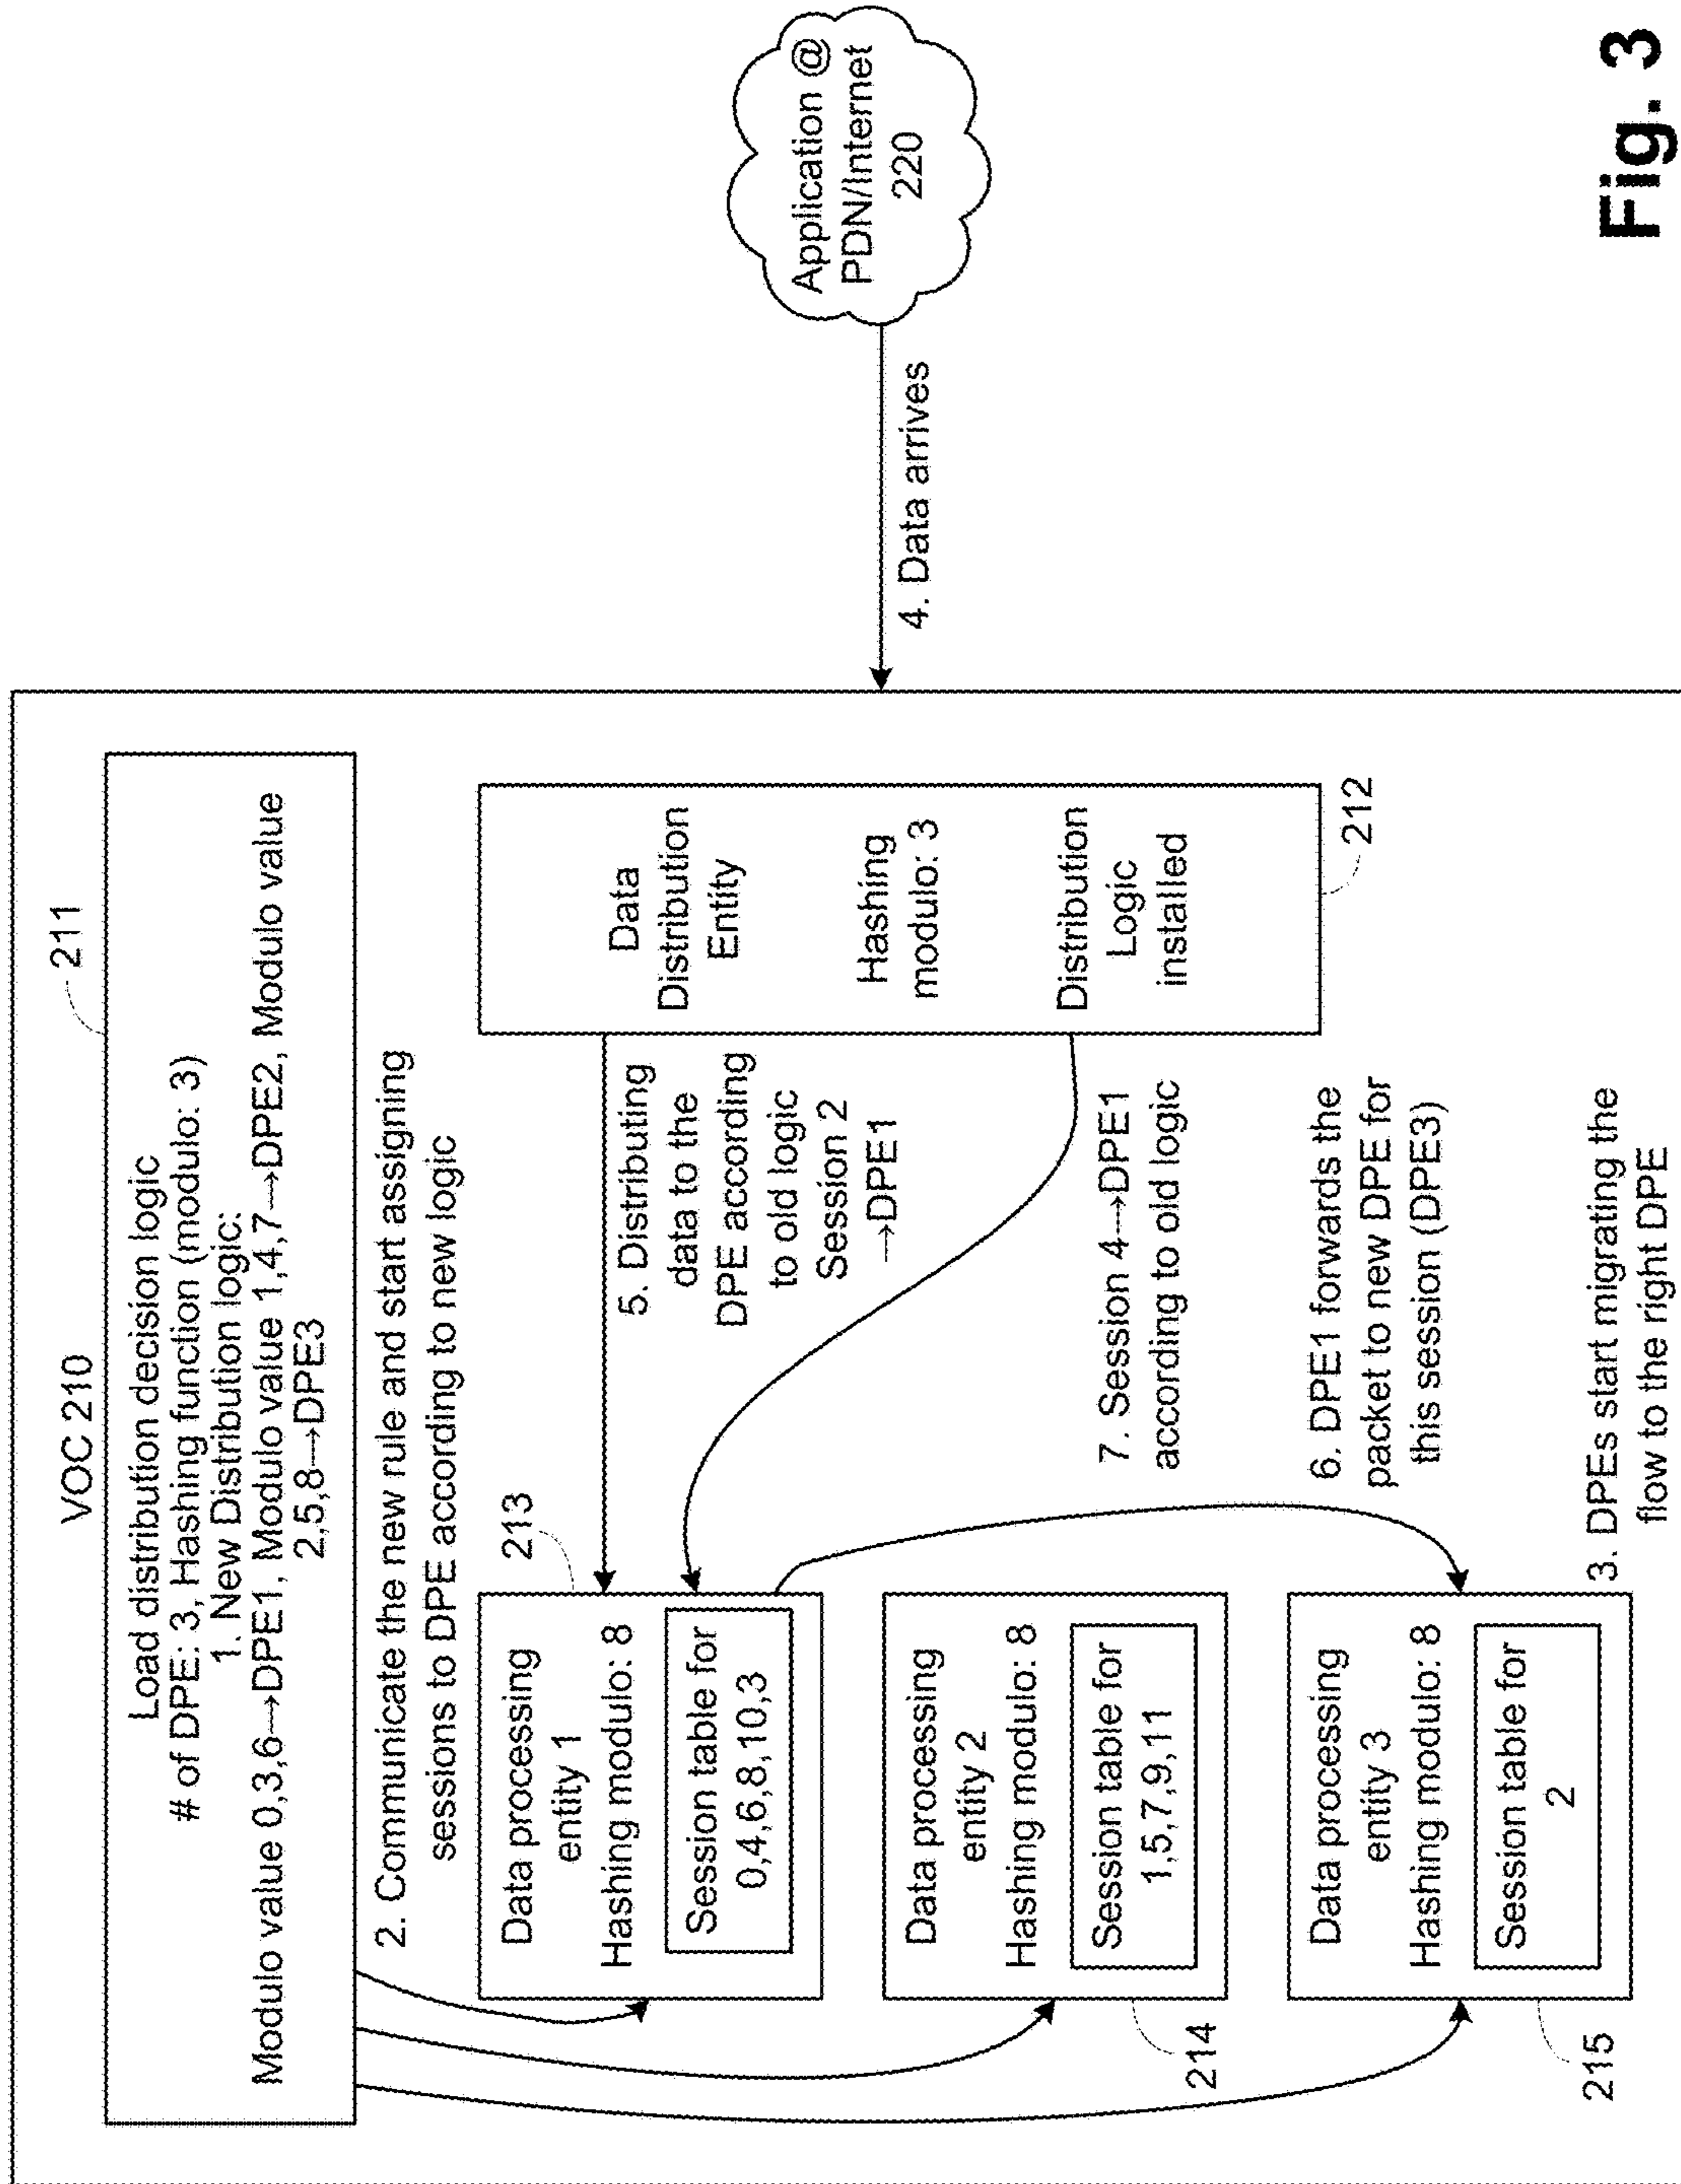 VOC 210
211
Load distribution decision logic
# of DPE: 3, Hashing function (modulo: 3)
1. New Distribution logic:
Modulo value 0,3,6→DPE1, Modulo value 1,4,7→DPE2, Modulo value
2,5,8→DPE3
2. Communicate the new rule and start assigning
sessions to DPE according to new logic
213
Data processing
entity 1
Hashing modulo: 8
Session table for
0,4,6,8,10,3
5. Distributing
data to the
DPE according
to old logic
Session 2
→DPE1
Data
Distribution
Entity
Hashing
modulo: 3
Distribution
Logic
installed
212
4. Data arrives
Application @
PDN/Internet
220
Data processing
entity 2
Hashing modulo: 8
Session table for
1,5,7,9,11
214
7. Session 4→DPE1
according to old logic
6. DPE1 forwards the
packet to new DPE for
this session (DPE3)
Data processing
entity 3
Hashing modulo: 8
Session table for
2
215
3. DPEs start migrating the
flow to the right DPE
Fig. 3